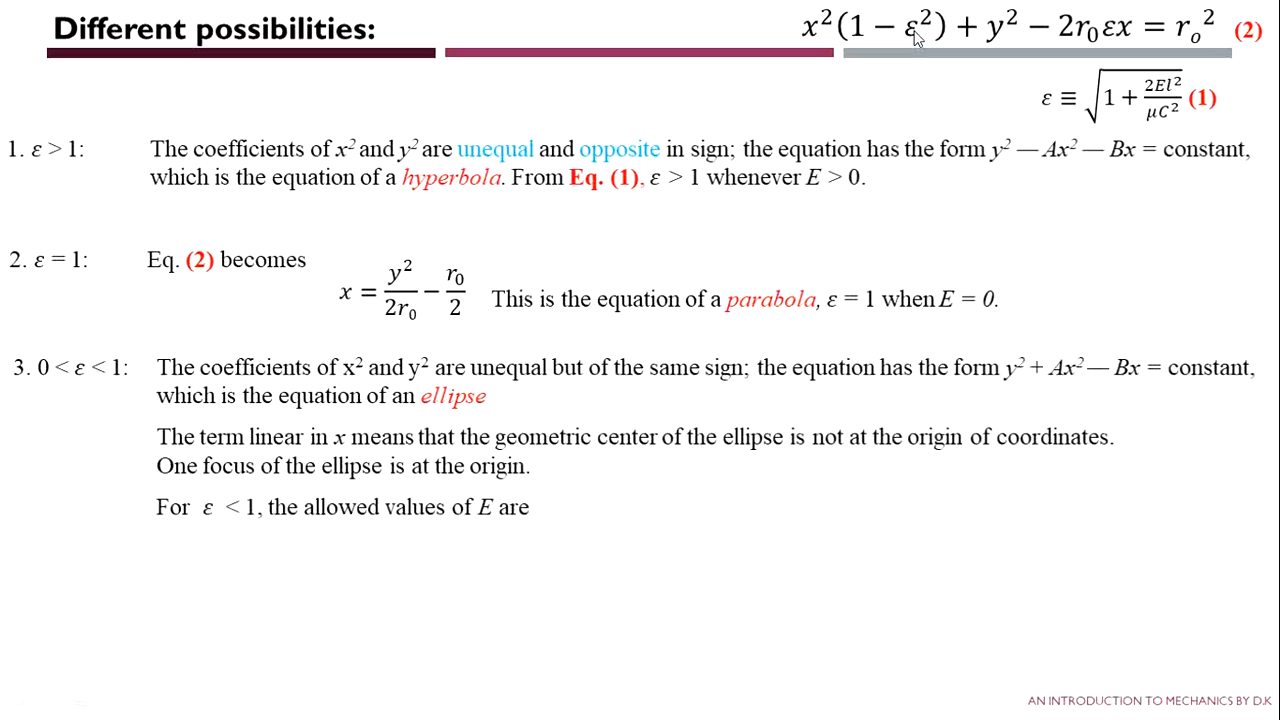 Different possibilities:
x²(1 − ε²) + y² − 2r₀εx = rₒ² (2)
ε ≡ √(1 + 2El²/μC²) (1)
1. ε > 1: The coefficients of x² and y² are unequal and opposite in sign; the equation has the form y² — Ax² — Bx = constant,
which is the equation of a hyperbola. From Eq. (1), ε > 1 whenever E > 0.
2. ε = 1: Eq. (2) becomes
x = y²/2r₀ − r₀/2 This is the equation of a parabola, ε = 1 when E = 0.
3. 0 < ε < 1: The coefficients of x² and y² are unequal but of the same sign; the equation has the form y² + Ax² — Bx = constant,
which is the equation of an ellipse
The term linear in x means that the geometric center of the ellipse is not at the origin of coordinates.
One focus of the ellipse is at the origin.
For ε < 1, the allowed values of E are
AN INTRODUCTION TO MECHANICS BY D.K